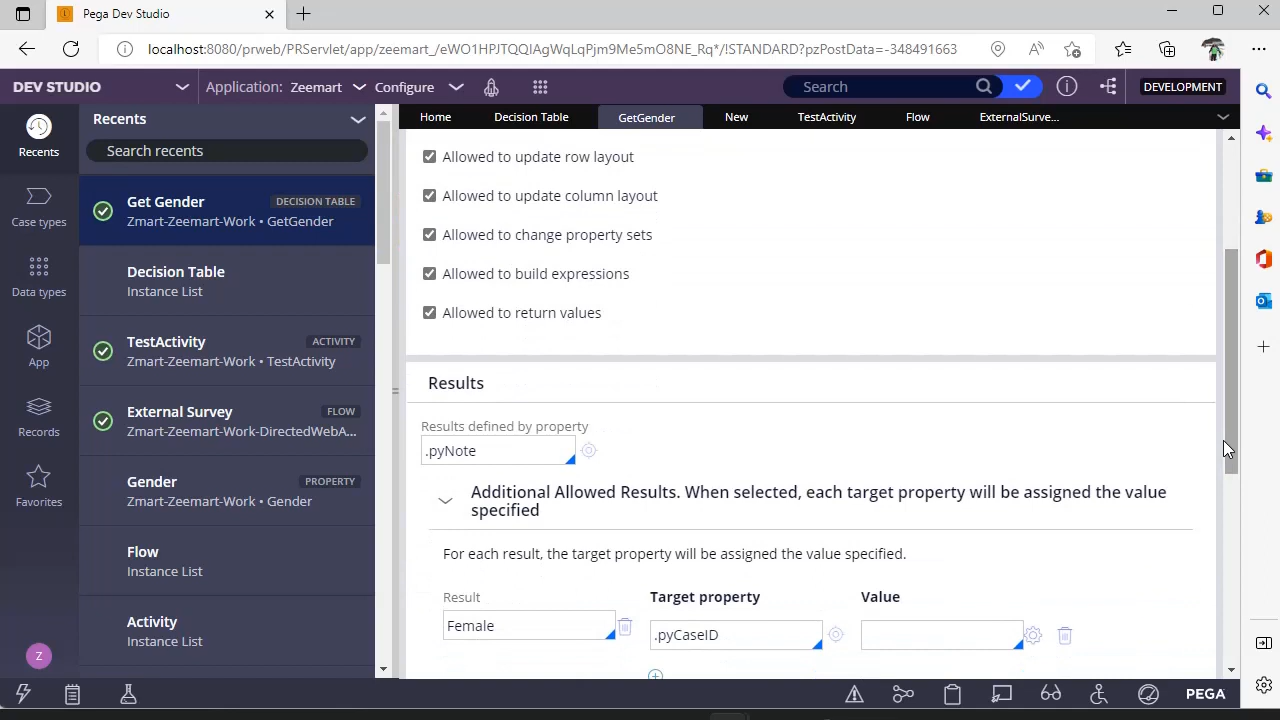 Pega Dev Studio
localhost:8080/prweb/PRServlet/app/zeemart_/eWO1HPJTQQIAgWqLqPjm9Me5mO8NE_Rq*/!STANDARD?pzPostData=-348491663
DEV STUDIO
Application: Zeemart
Configure
Search
DEVELOPMENT
Recents
Case types
Data types
App
Records
Favorites
Z
Recents
Search recents
Get Gender
DECISION TABLE
Zmart-Zeemart-Work • GetGender
Decision Table
Instance List
TestActivity
ACTIVITY
Zmart-Zeemart-Work • TestActivity
External Survey
FLOW
Zmart-Zeemart-Work-DirectedWebA...
Gender
PROPERTY
Zmart-Zeemart-Work • Gender
Flow
Instance List
Activity
Instance List
Home
Decision Table
GetGender
New
TestActivity
Flow
ExternalSurve...
Allowed to update row layout
Allowed to update column layout
Allowed to change property sets
Allowed to build expressions
Allowed to return values
Results
Results defined by property
.pyNote
Additional Allowed Results. When selected, each target property will be assigned the value
specified
For each result, the target property will be assigned the value specified.
Result
Target property
Value
Female
.pyCaseID
PEGA